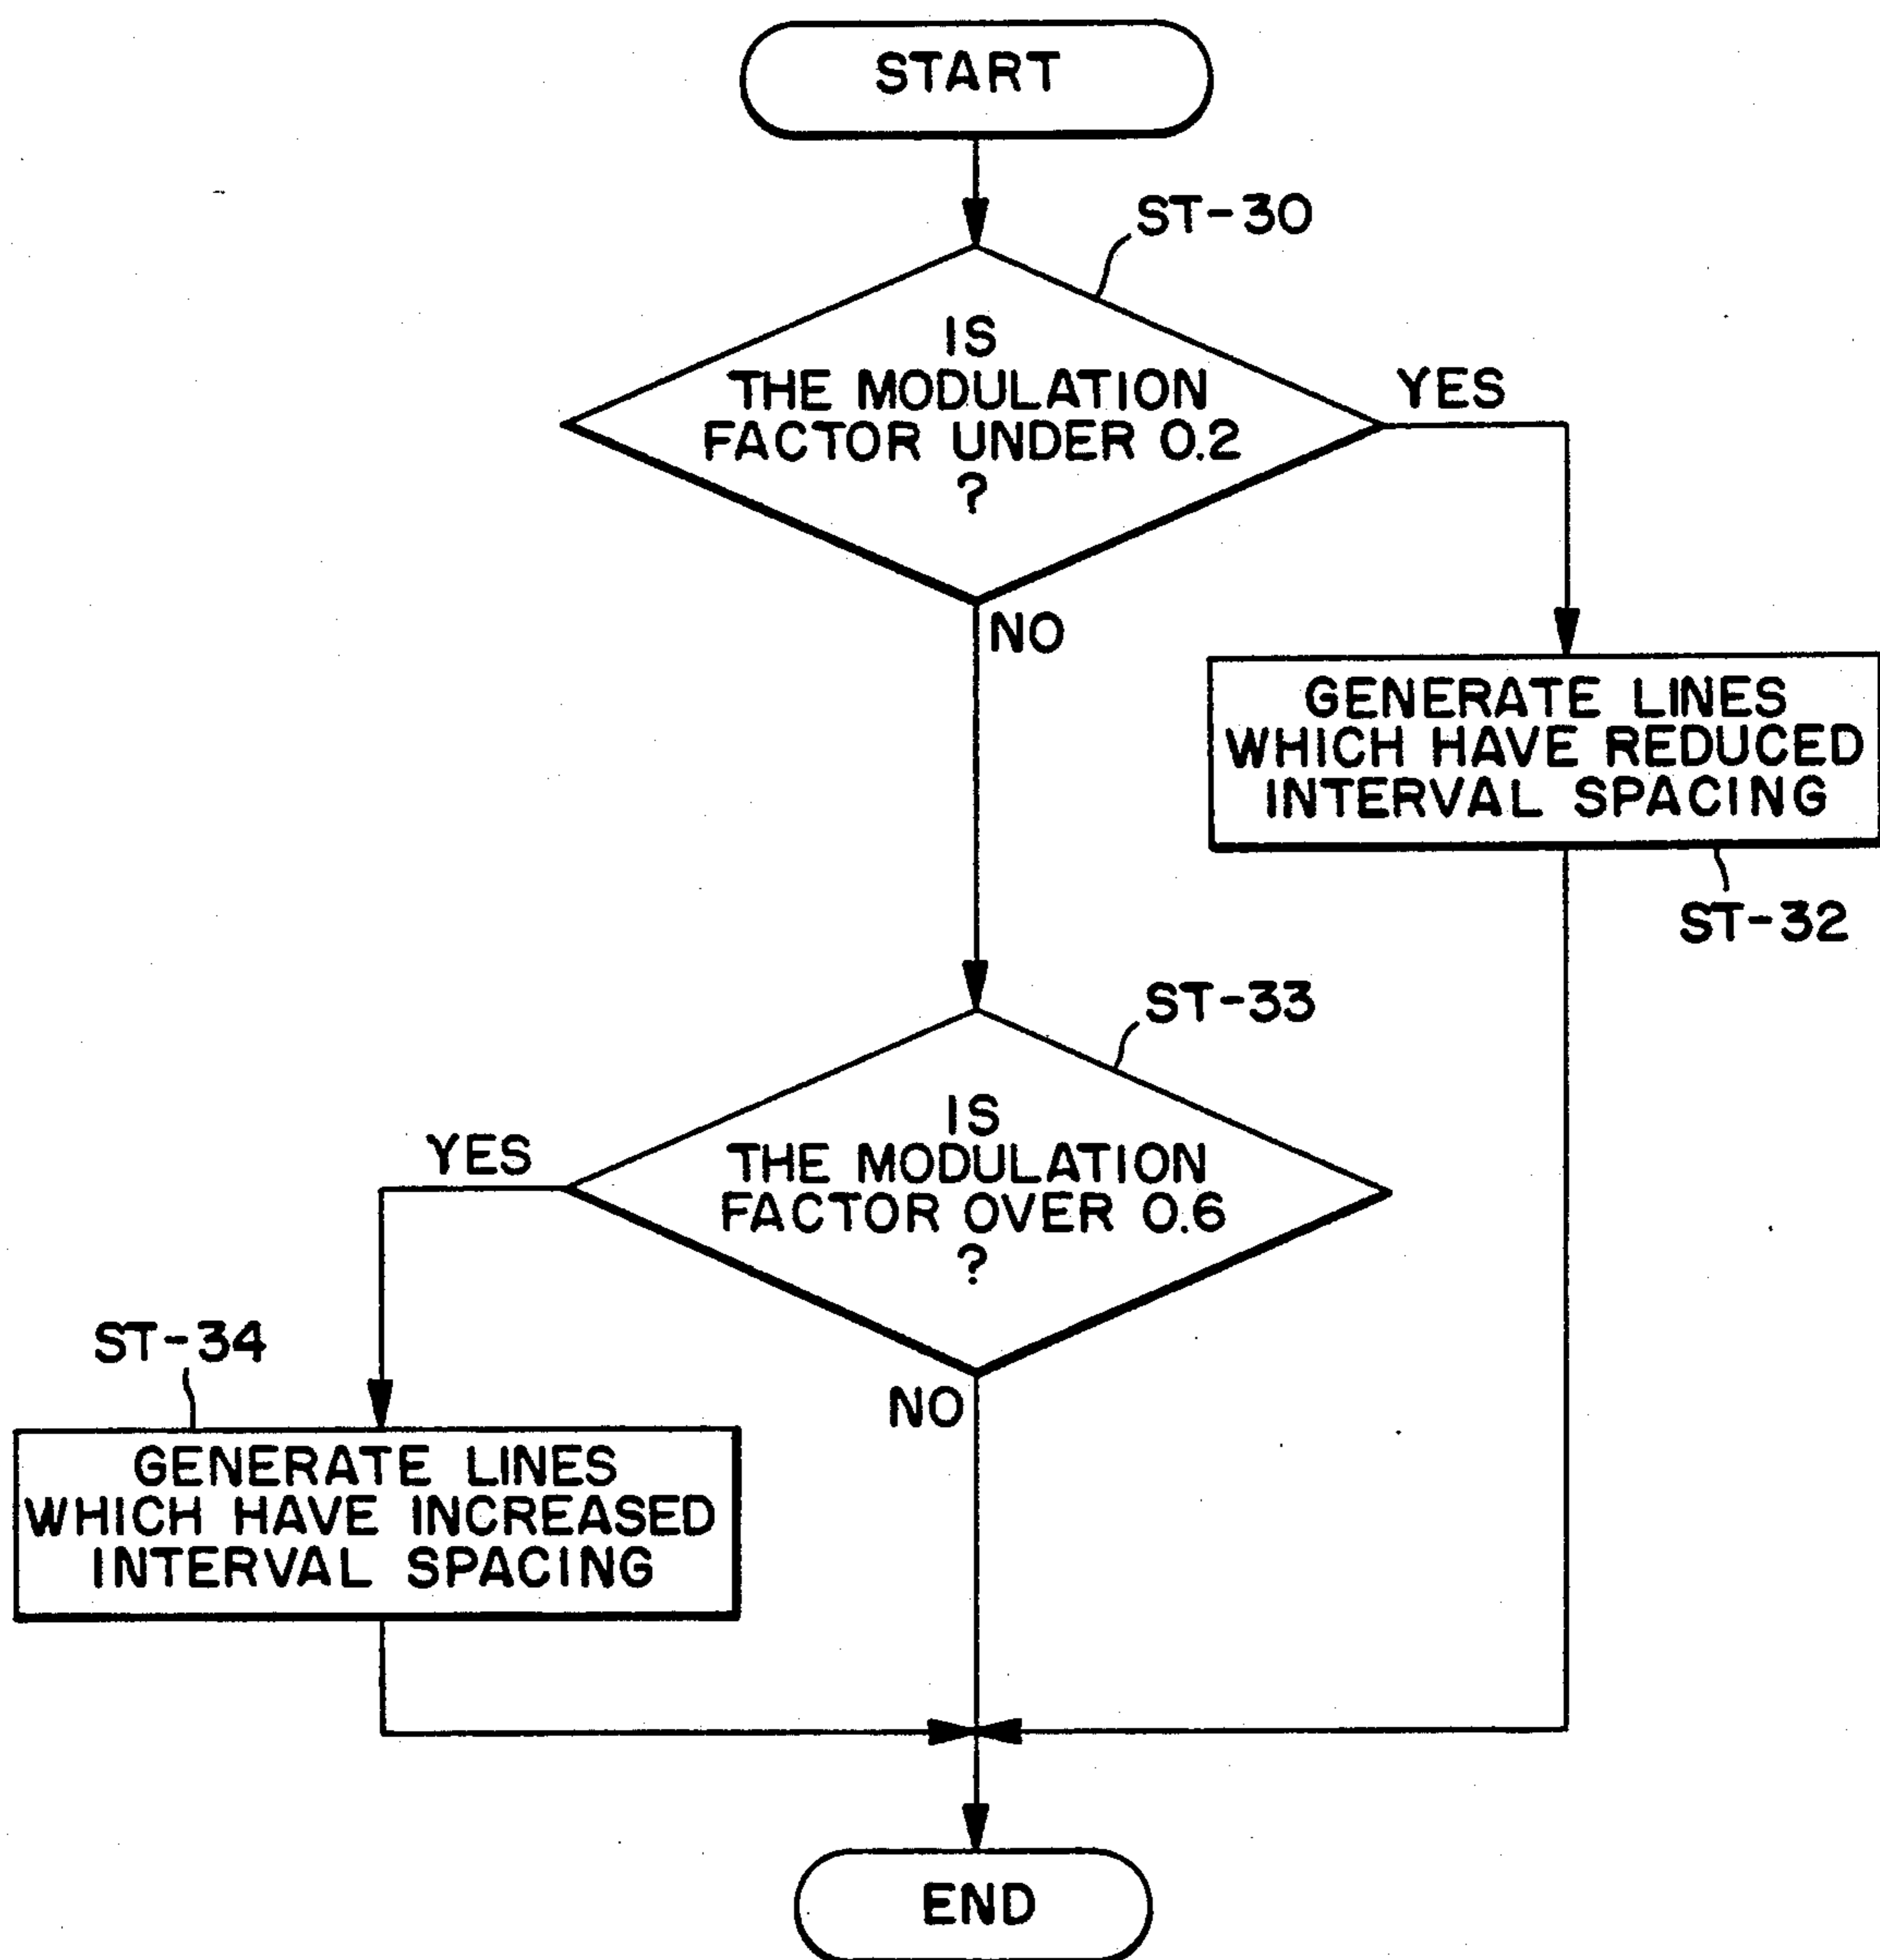 START
ST-30
IS
THE MODULATION
FACTOR UNDER 0.2
?
YES
NO
GENERATE LINES
WHICH HAVE REDUCED
INTERVAL SPACING
ST-32
ST-33
IS
THE MODULATION
FACTOR OVER 0.6
?
YES
NO
ST-34
GENERATE LINES
WHICH HAVE INCREASED
INTERVAL SPACING
END